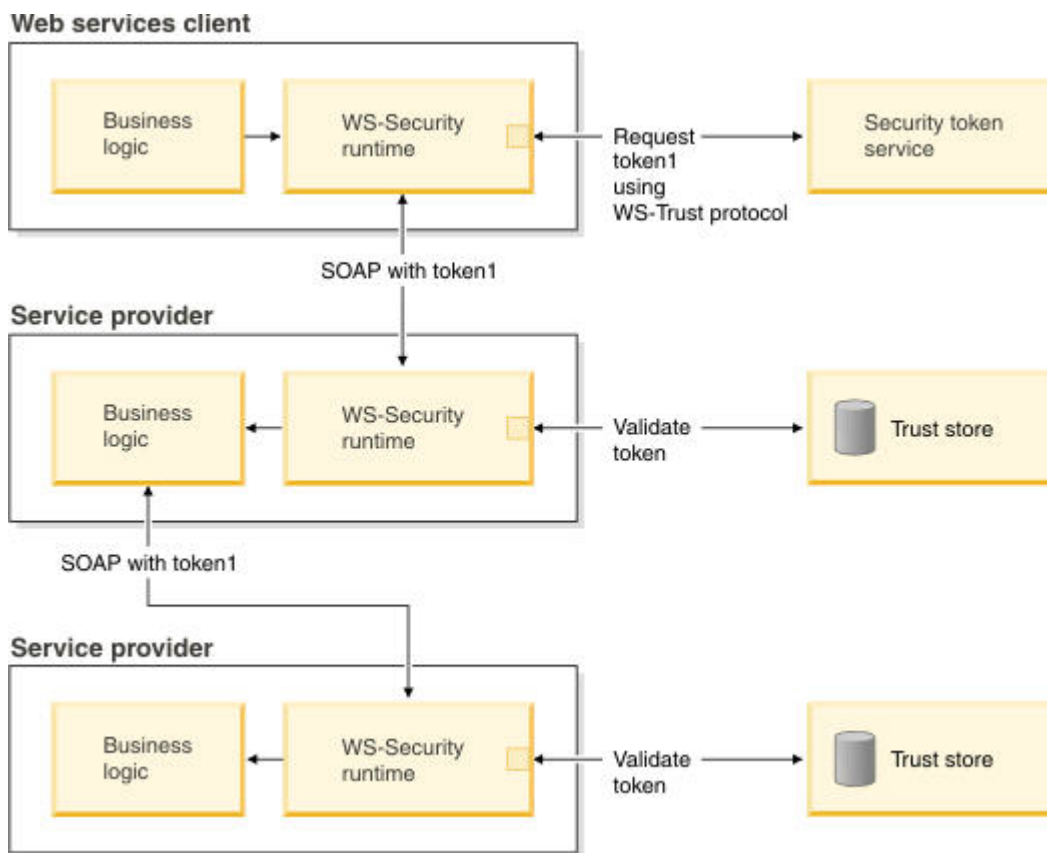 Web services client
Business
logic
WS-Security
runtime
Request
token1
using
WS-Trust protocol
Security token
service
SOAP with token1
Service provider
Business
logic
WS-Security
runtime
Validate
token
Trust store
SOAP with token1
Service provider
Business
logic
WS-Security
runtime
Validate
token
Trust store